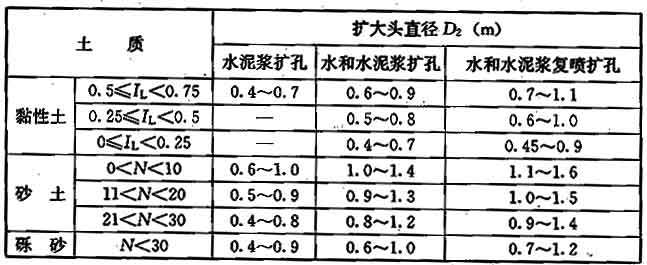 土 质 扩大头直径 D₂（m）
水泥浆扩孔 水和水泥浆扩孔 水和水泥浆复喷扩孔
黏性土 0.5≤I_L<0.75 0.4~0.7 0.6~0.9 0.7~1.1
0.25≤I_L<0.5 — 0.5~0.8 0.6~1.0
0≤I_L<0.25 — 0.4~0.7 0.45~0.9
砂 土 0<N<10 0.6~1.0 1.0~1.4 1.1~1.6
11<N<20 0.5~0.9 0.9~1.3 1.0~1.5
21<N<30 0.4~0.8 0.8~1.2 0.9~1.4
砾 砂 N<30 0.4~0.9 0.6~1.0 0.7~1.2